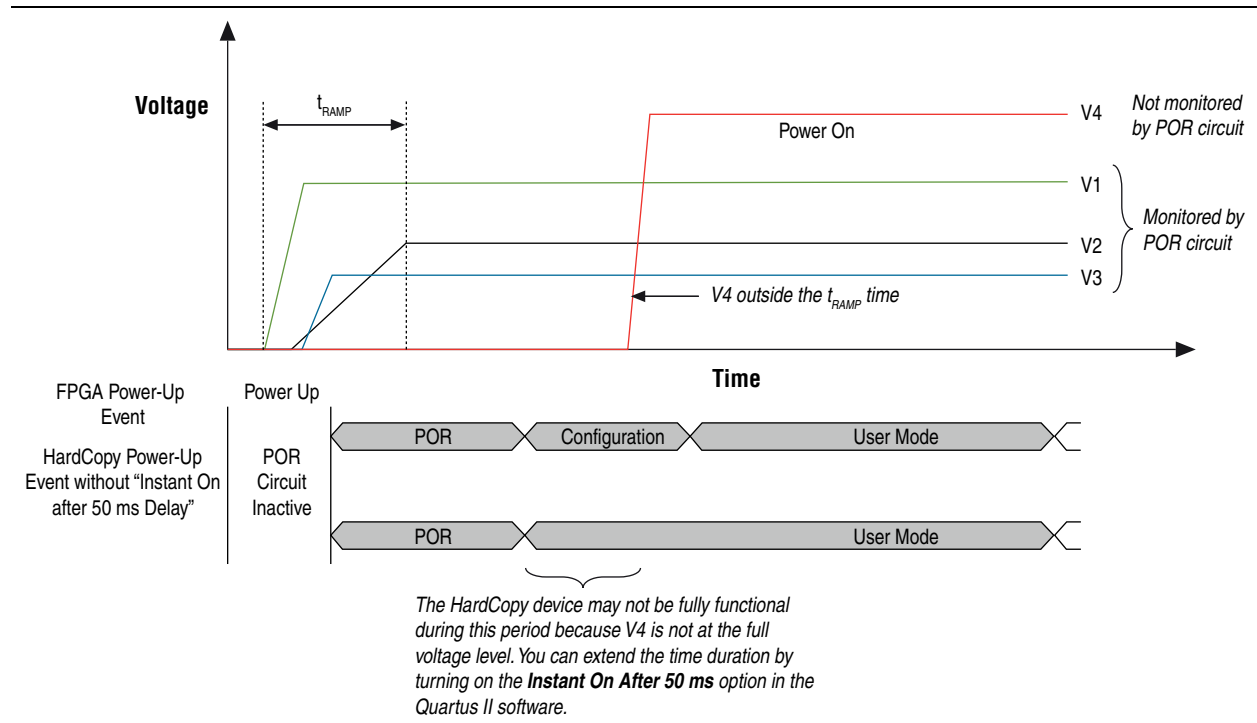 Voltage
tRAMP
Power On
V4
Not monitored
by POR circuit
V1
V2
V3
Monitored by
POR circuit
V4 outside the tRAMP time
Time
FPGA Power-Up
Event
Power Up
POR
Configuration
User Mode
HardCopy Power-Up
Event without “Instant On
after 50 ms Delay”
POR
Circuit
Inactive
POR
User Mode
The HardCopy device may not be fully functional
during this period because V4 is not at the full
voltage level. You can extend the time duration by
turning on the Instant On After 50 ms option in the
Quartus II software.